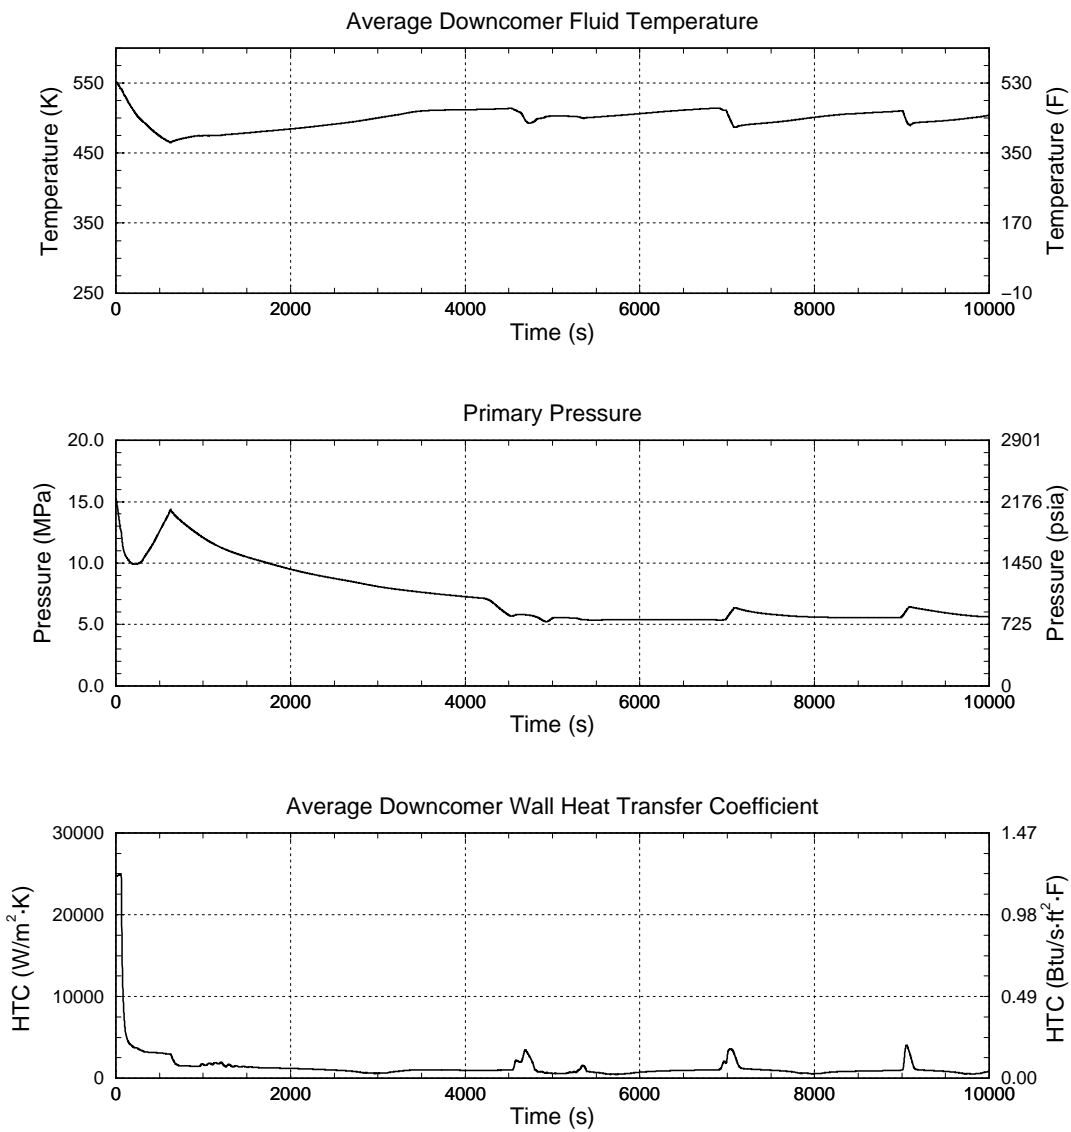 Average Downcomer Fluid Temperature
550
450
350
250
Temperature (K)
530
350
170
−10
Temperature (F)
0 2000 4000 6000 8000 10000
Time (s)
Primary Pressure
20.0
15.0
10.0
5.0
0.0
Pressure (MPa)
2901
2176
1450
725
0
Pressure (psia)
0 2000 4000 6000 8000 10000
Time (s)
Average Downcomer Wall Heat Transfer Coefficient
30000
20000
10000
0
HTC (W/m²·K)
1.47
0.98
0.49
0.00
HTC (Btu/s·ft²·F)
0 2000 4000 6000 8000 10000
Time (s)